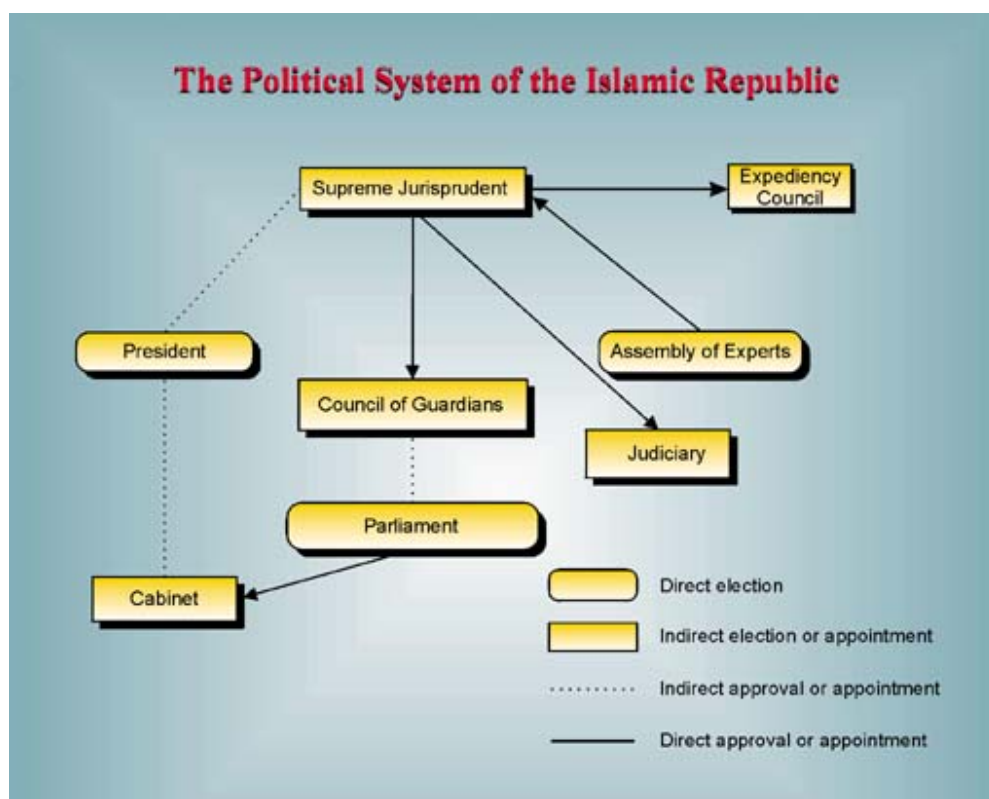 The Political System of the Islamic Republic
Supreme Jurisprudent
Expediency
Council
President
Assembly of Experts
Council of Guardians
Judiciary
Parliament
Cabinet
Direct election
Indirect election or appointment
Indirect approval or appointment
Direct approval or appointment